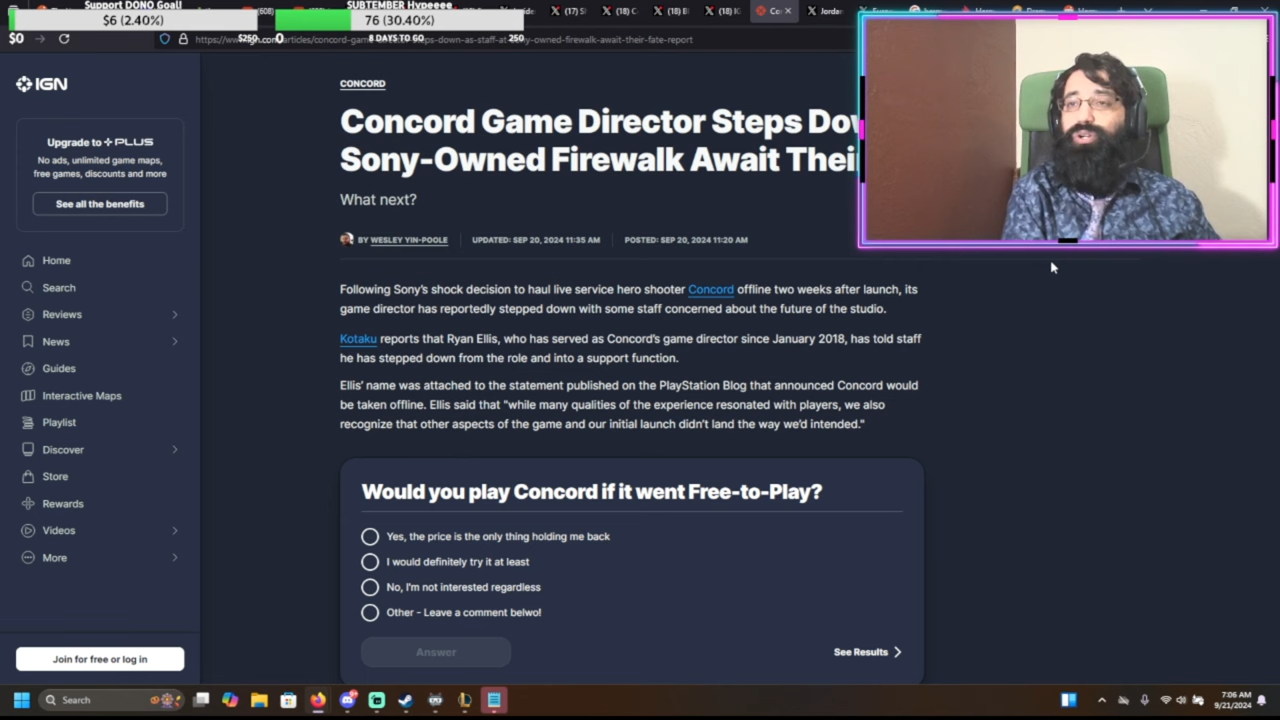 Support DONO Goal!
$6 (2.40%)
$0
$250
SUBTEMBER Hypeeee
76 (30.40%)
0
8 DAYS TO GO
250
IGN
Upgrade to PLUS
No ads, unlimited game maps,
free games, discounts and more
See all the benefits
Home
Search
Reviews
News
Guides
Interactive Maps
Playlist
Discover
Store
Rewards
Videos
More
Join for free or log in
CONCORD
Concord Game Director Steps
Sony-Owned Firewalk Await
What next?
BY WESLEY YIN-POOLE
UPDATED: SEP 20, 2024 11:35 AM
POSTED: SEP 20, 2024 11:20 AM
Following Sony's shock decision to haul live service hero shooter Concord offline two weeks after launch, its
game director has reportedly stepped down with some staff concerned about the future of the studio.
Kotaku reports that Ryan Ellis, who has served as Concord's game director since January 2018, has told staff
he has stepped down from the role and into a support function.
Ellis' name was attached to the statement published on the PlayStation Blog that announced Concord would
be taken offline. Ellis said that "while many qualities of the experience resonated with players, we also
recognize that other aspects of the game and our initial launch didn't land the way we'd intended."
Would you play Concord if it went Free-to-Play?
Yes, the price is the only thing holding me back
I would definitely try it at least
No, I'm not interested regardless
Other - Leave a comment belwo!
Answer
See Results
Search
7:06 AM
9/21/2024